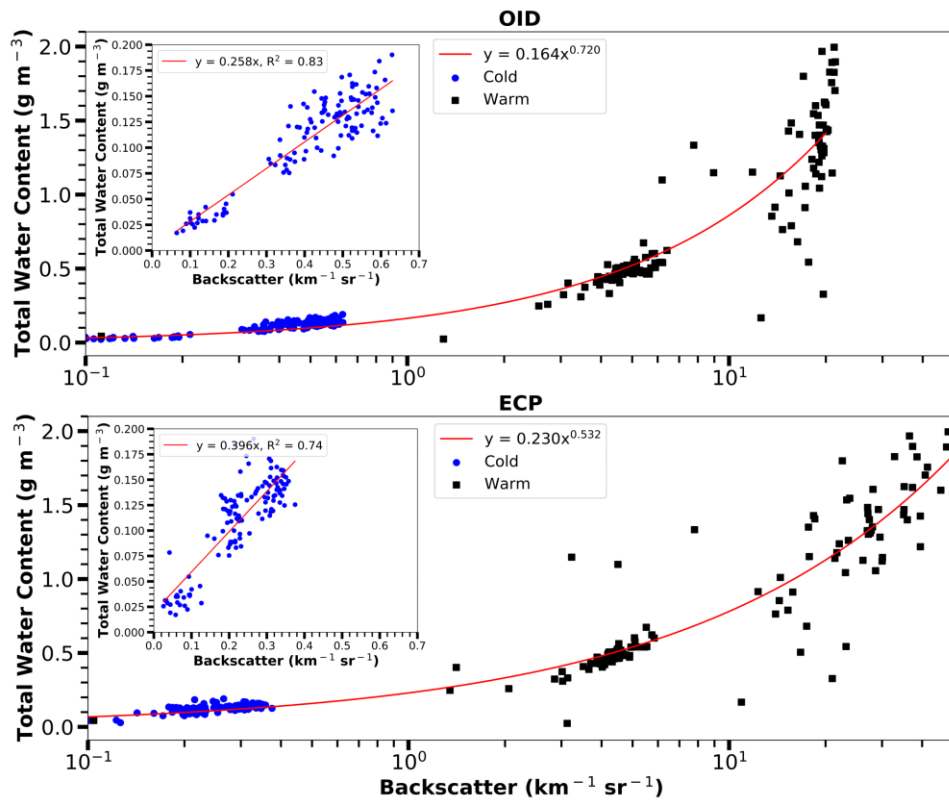 OID
Total Water Content (g m⁻³)
2.0
1.5
1.0
0.5
0.0
Total Water Content (g m⁻³)
0.200
0.175
0.150
0.125
0.100
0.075
0.050
0.025
0.000
y = 0.258x, R² = 0.83
0.0 0.1 0.2 0.3 0.4 0.5 0.6 0.7
Backscatter (km⁻¹ sr⁻¹)
y = 0.164x⁰·⁷²⁰
Cold
Warm
10⁻¹ 10⁰ 10¹
ECP
Total Water Content (g m⁻³)
2.0
1.5
1.0
0.5
0.0
Total Water Content (g m⁻³)
0.200
0.175
0.150
0.125
0.100
0.075
0.050
0.025
0.000
y = 0.396x, R² = 0.74
0.0 0.1 0.2 0.3 0.4 0.5 0.6 0.7
Backscatter (km⁻¹ sr⁻¹)
y = 0.230x⁰·⁵³²
Cold
Warm
10⁻¹ 10⁰ 10¹
Backscatter (km⁻¹ sr⁻¹)